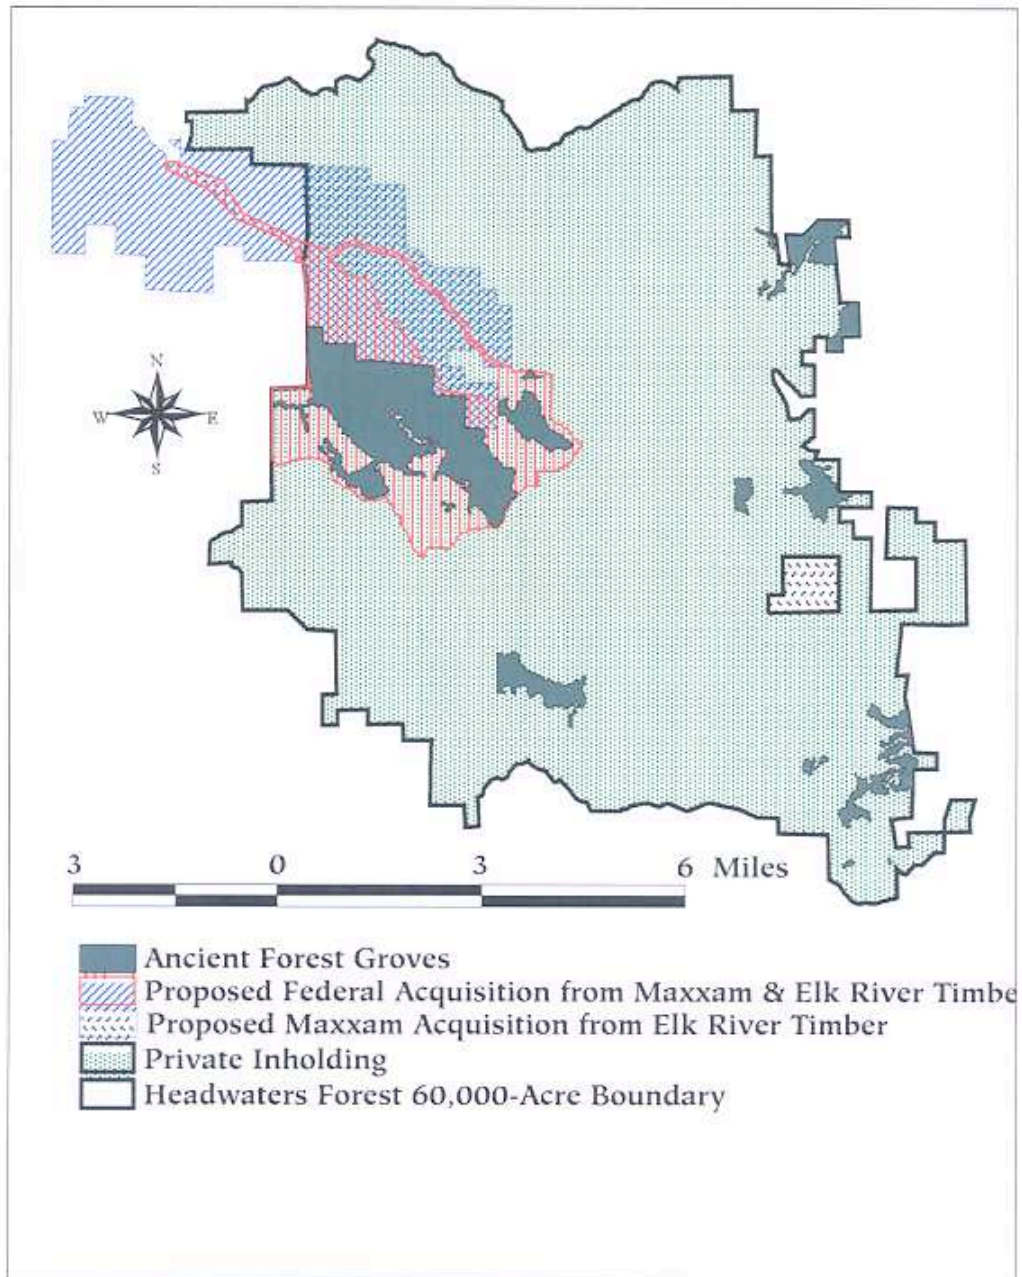 N
W E
S
3 0 3 6 Miles
Ancient Forest Groves
Proposed Federal Acquisition from Maxxam & Elk River Timbe
Proposed Maxxam Acquisition from Elk River Timber
Private Inholding
Headwaters Forest 60,000-Acre Boundary